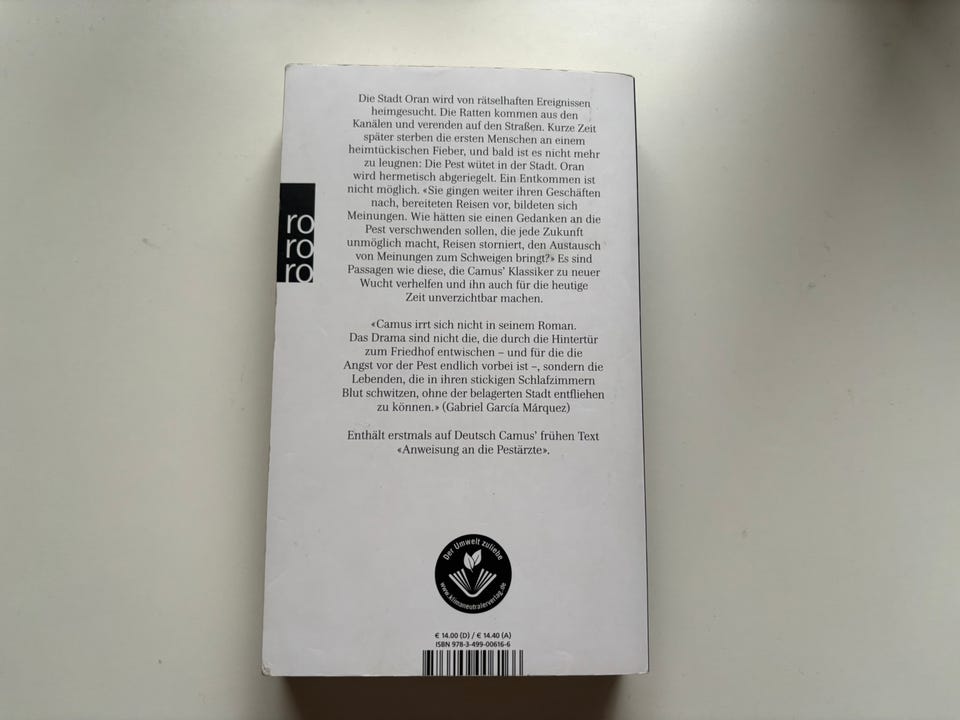 Die Stadt Oran wird von rätselhaften Ereignissen
heimgesucht. Die Ratten kommen aus den
Kanälen und verenden auf den Straßen. Kurze Zeit
später sterben die ersten Menschen an einem
heimtückischen Fieber, und bald ist es nicht mehr
zu leugnen: Die Pest wütet in der Stadt. Oran
wird hermetisch abgeriegelt. Ein Entkommen ist
nicht möglich. «Sie gingen weiter ihren Geschäften
nach, bereiteten Reisen vor, bildeten sich
Meinungen. Wie hätten sie einen Gedanken an die
Pest verschwenden sollen, die jede Zukunft
unmöglich macht, Reisen storniert, den Austausch
von Meinungen zum Schweigen bringt?» Es sind
Passagen wie diese, die Camus’ Klassiker zu neuer
Wucht verhelfen und ihn auch für die heutige
Zeit unverzichtbar machen.
ro
ro
ro
«Camus irrt sich nicht in seinem Roman.
Das Drama sind nicht die, die durch die Hintertür
zum Friedhof entwischen – und für die die
Angst vor der Pest endlich vorbei ist –, sondern die
Lebenden, die in ihren stickigen Schlafzimmern
Blut schwitzen, ohne der belagerten Stadt entfliehen
zu können.» (Gabriel García Márquez)
Enthält erstmals auf Deutsch Camus’ frühen Text
«Anweisung an die Pestärzte».
Der Umwelt zuliebe
www.klimaneutralerverlag.de
€ 14.00 (D) / € 14.40 (A)
ISBN 978-3-499-00616-6